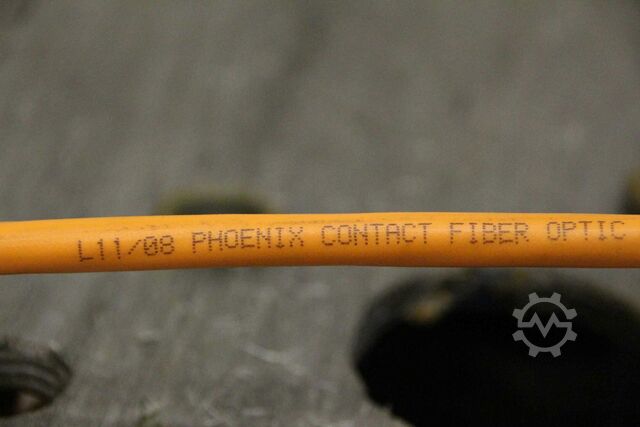 L11/08 PHOENIX CONTACT FIBER OPTIC